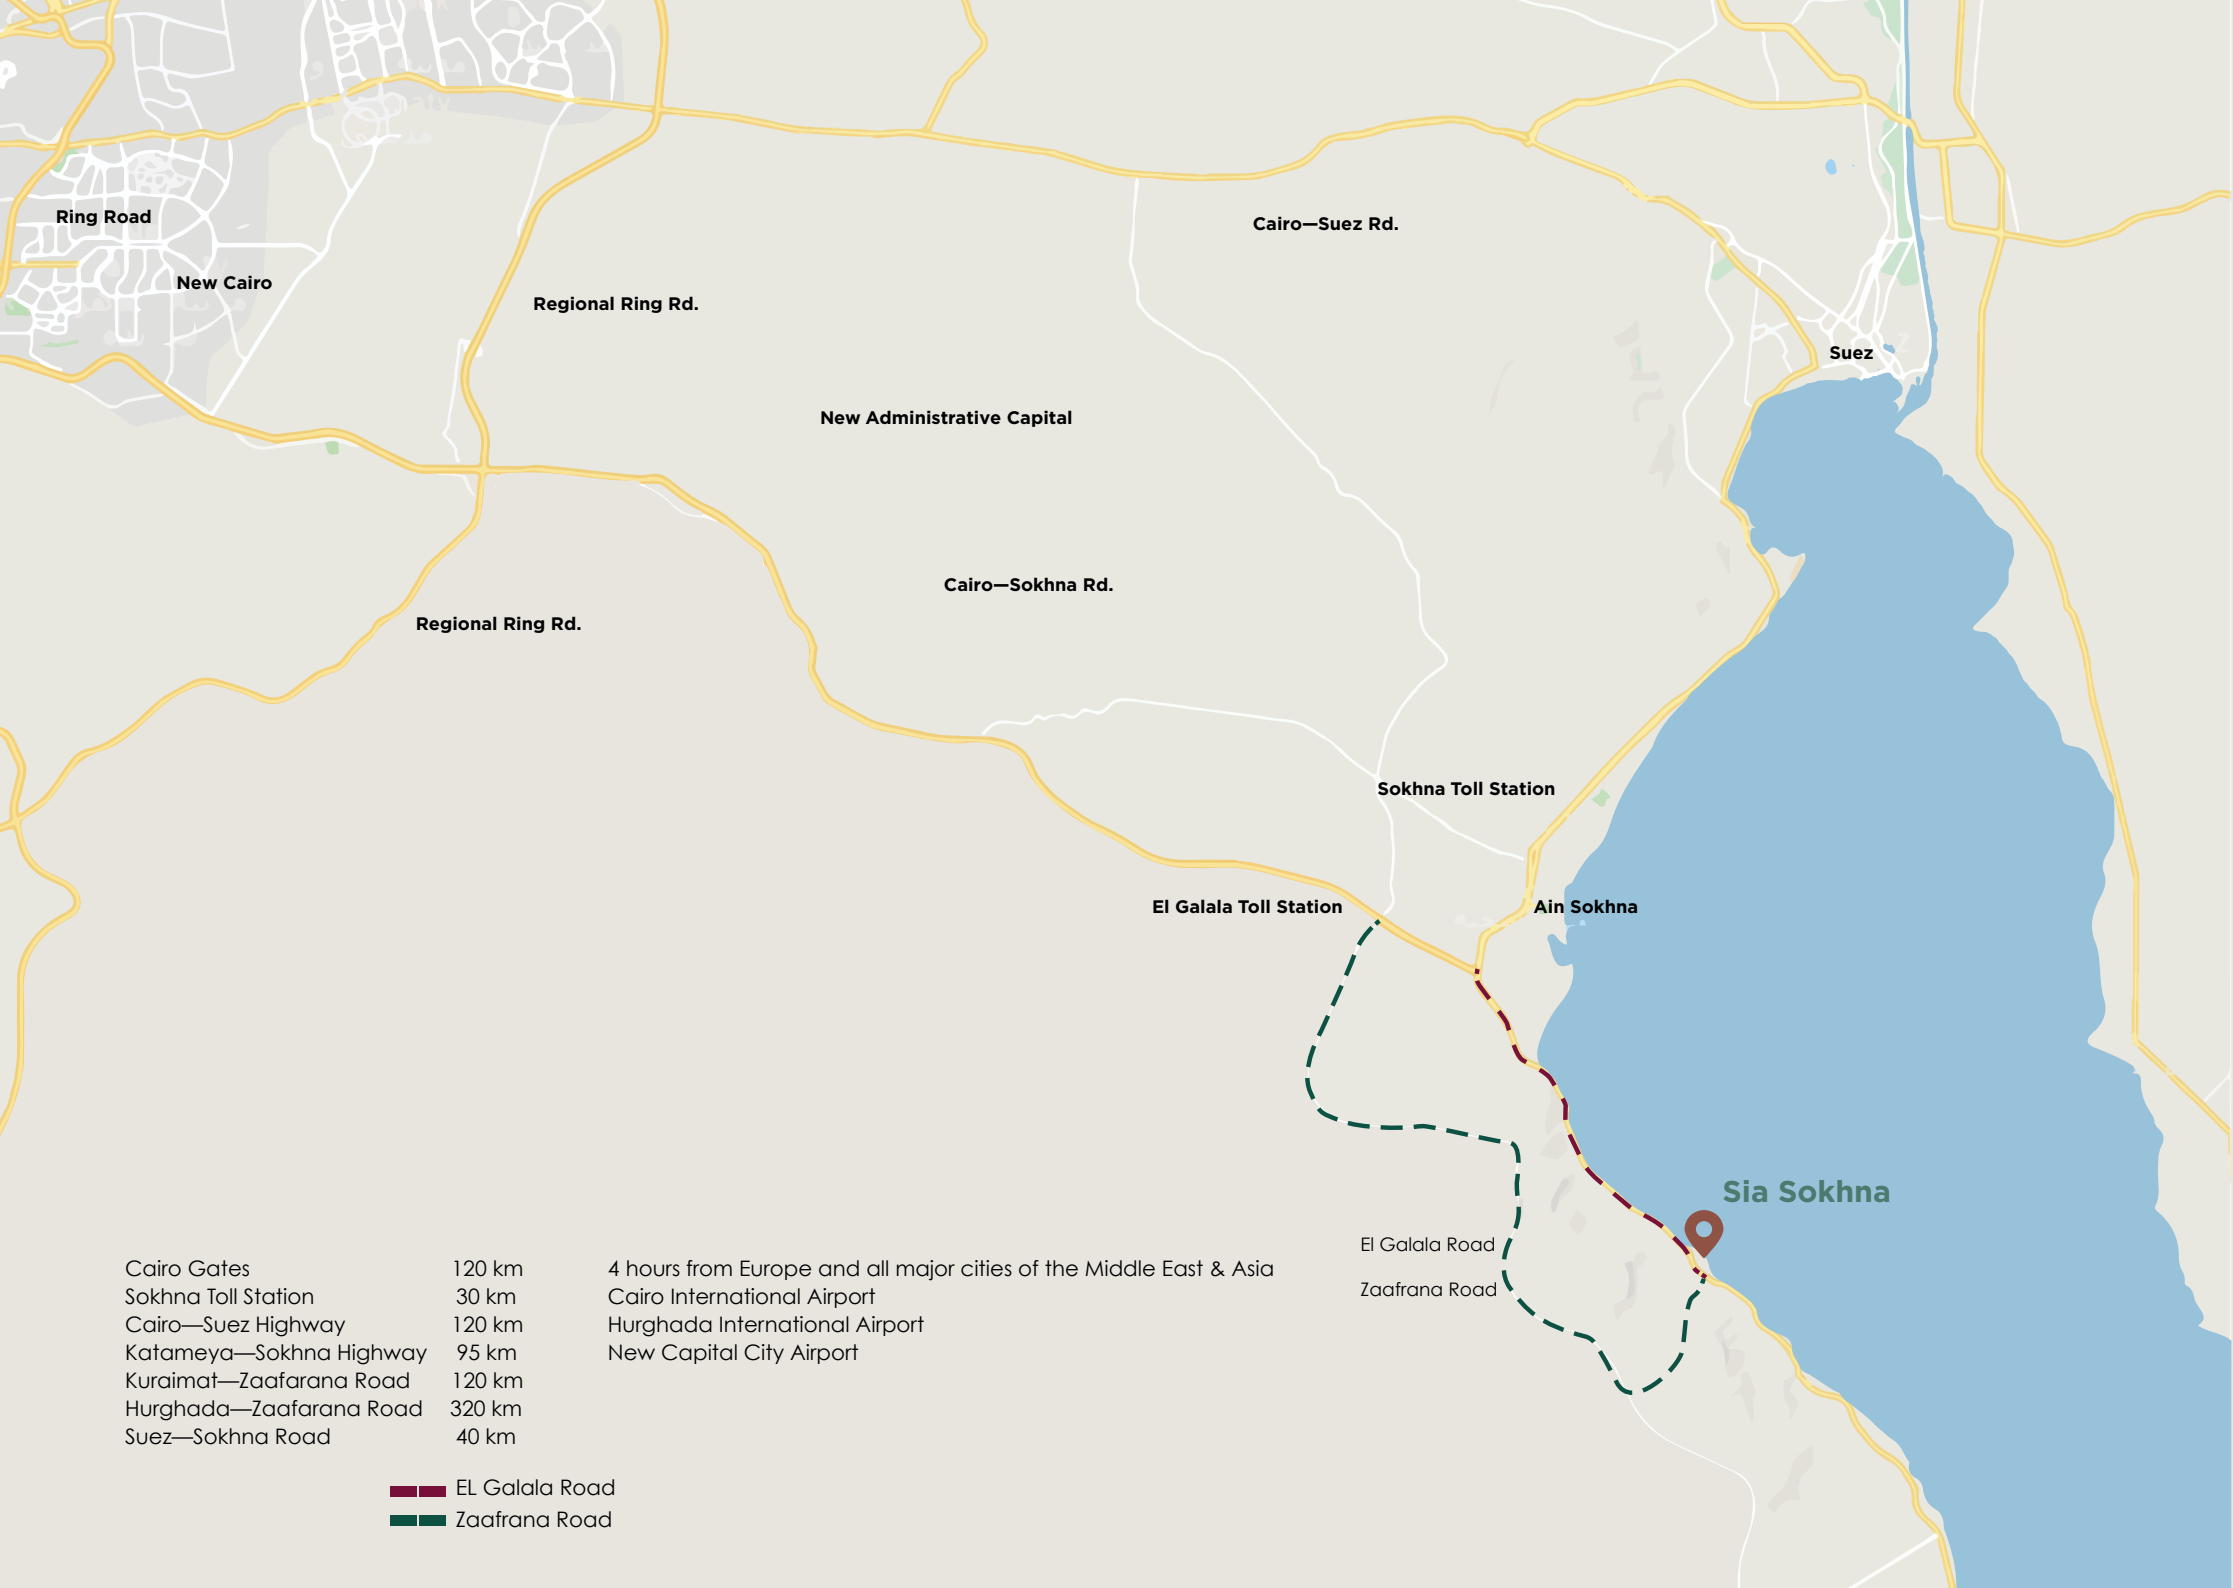 Ring Road
New Cairo
Cairo—Suez Rd.
Regional Ring Rd.
Suez
New Administrative Capital
Cairo—Sokhna Rd.
Regional Ring Rd.
Sokhna Toll Station
El Galala Toll Station
Ain Sokhna
Sia Sokhna
El Galala Road
Zaafrana Road
Cairo Gates 120 km
Sokhna Toll Station 30 km
Cairo—Suez Highway 120 km
Katameya—Sokhna Highway 95 km
Kuraimat—Zaafarana Road 120 km
Hurghada—Zaafarana Road 320 km
Suez—Sokhna Road 40 km
4 hours from Europe and all major cities of the Middle East & Asia
Cairo International Airport
Hurghada International Airport
New Capital City Airport
EL Galala Road
Zaafrana Road